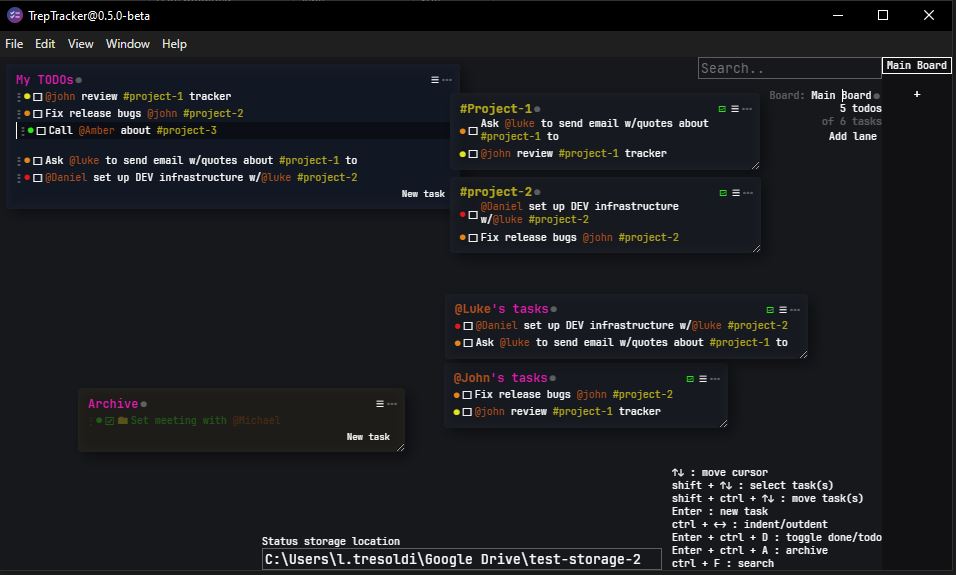 TrepTracker@0.5.0-beta
File Edit View Window Help
Search..
Main Board
My TODOs
@john review #project-1 tracker
Fix release bugs @john #project-2
Call @Amber about #project-3
Ask @luke to send email w/quotes about #project-1 to
@Daniel set up DEV infrastructure w/@luke #project-2
New task
#Project-1
Ask @luke to send email w/quotes about
#project-1 to
@john review #project-1 tracker
#project-2
@Daniel set up DEV infrastructure
w/@luke #project-2
Fix release bugs @john #project-2
Board: Main Board
+
5 todos
of 6 tasks
Add lane
@Luke's tasks
@Daniel set up DEV infrastructure w/@luke #project-2
Ask @luke to send email w/quotes about #project-1 to
@John's tasks
Fix release bugs @john #project-2
@john review #project-1 tracker
Archive
Set meeting with @Michael
New task
↑↓ : move cursor
shift + ↑↓ : select task(s)
shift + ctrl + ↑↓ : move task(s)
Enter : new task
ctrl + ↔ : indent/outdent
Enter + ctrl + D : toggle done/todo
Enter + ctrl + A : archive
ctrl + F : search
Status storage location
C:\Users\l.tresoldi\Google Drive\test-storage-2